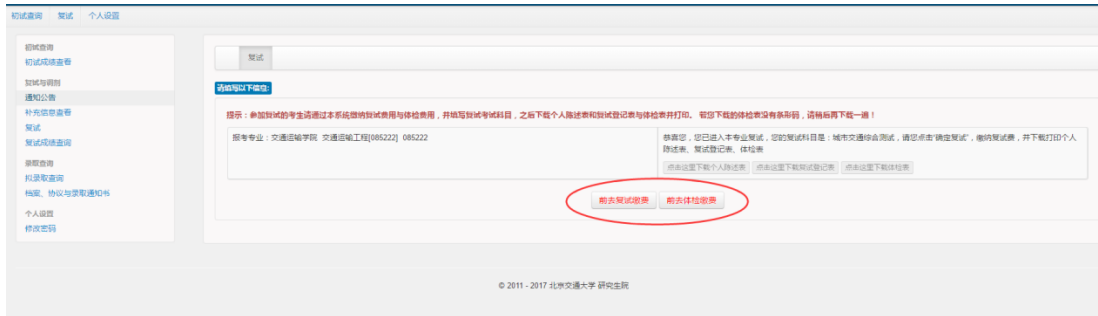 初试查询 复试 个人设置
初试查询
初试成绩查看
复试与调剂
通知公告
补充信息查看
复试
复试成绩查询
录取查询
拟录取查询
档案、协议与录取通知书
个人设置
修改密码
复试
请填写以下信息:
提示：参加复试的考生请通过本系统缴纳复试费用与体检费用，并填写复试考试科目，之后下载个人陈述表和复试登记表与体检表并打印。 若您下载的体检表没有条形码，请稍后再下载一遍！
报考专业：交通运输学院 交通运输工程[085222] 085222
恭喜您，您已进入本专业复试，您的复试科目是：城市交通综合测试，请您点击“确定复试”，缴纳复试费，并下载打印个人
陈述表、复试登记表、体检表
点击这里下载个人陈述表 点击这里下载复试登记表 点击这里下载体检表
前去复试缴费 前去体检缴费
© 2011 - 2017 北京交通大学 研究生院